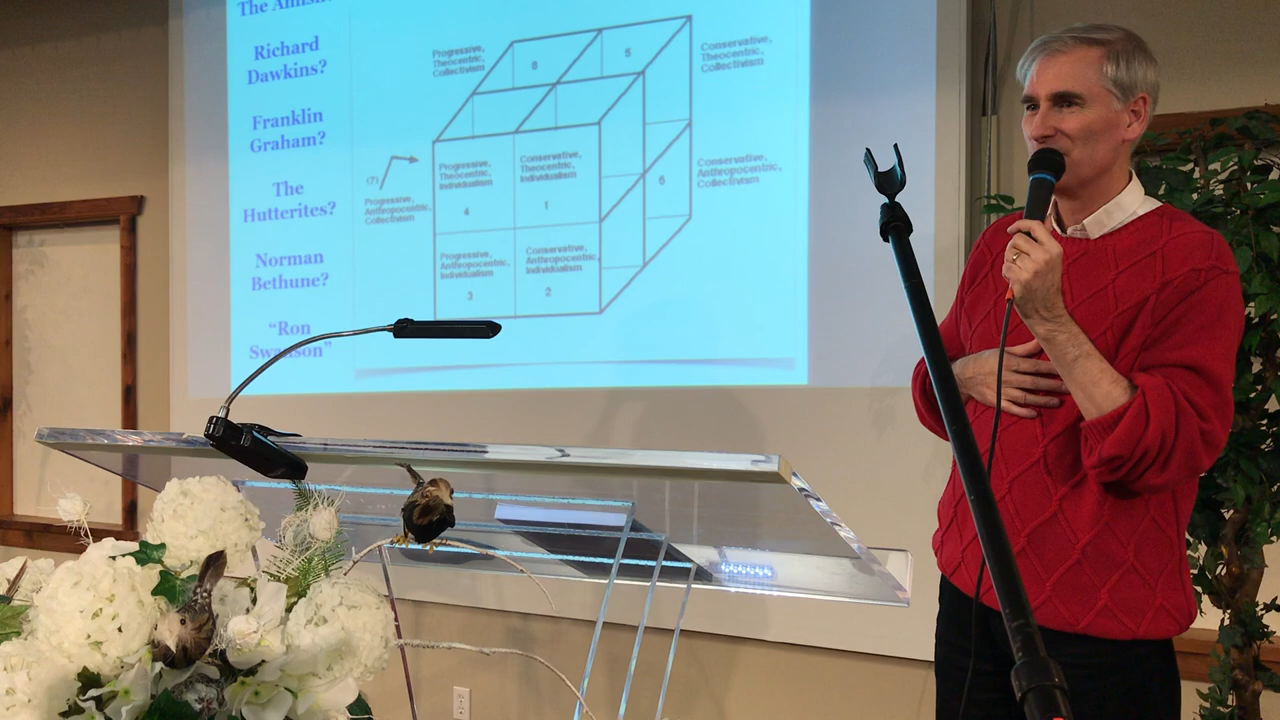 The Amish?
Richard
Dawkins?
Franklin
Graham?
The
Hutterites?
Norman
Bethune?
“Ron
Swanson”
Progressive,
Theocentric,
Collectivism
8
5
Conservative,
Theocentric,
Collectivism
(7)
Progressive,
Anthropocentric,
Collectivism
Progressive,
Theocentric,
Individualism
4
Conservative,
Theocentric,
Individualism
1
6
Conservative,
Anthropocentric,
Collectivism
Progressive,
Anthropocentric,
Individualism
3
Conservative,
Anthropocentric,
Individualism
2